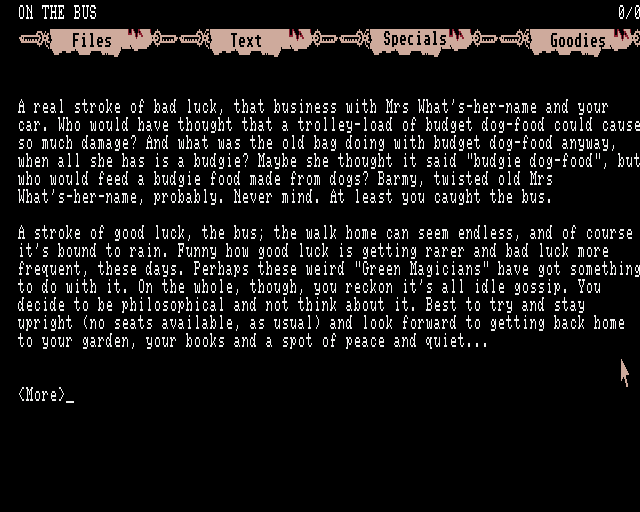 ON THE BUS 0/0
Files Text Specials Goodies
A real stroke of bad luck, that business with Mrs What's-her-name and your
car. Who would have thought that a trolley-load of budget dog-food could cause
so much damage? And what was the old bag doing with budget dog-food anyway,
when all she has is a budgie? Maybe she thought it said "budgie dog-food", but
who would feed a budgie food made from dogs? Barmy, twisted old Mrs
What's-her-name, probably. Never mind. At least you caught the bus.
A stroke of good luck, the bus; the walk home can seem endless, and of course
it's bound to rain. Funny how good luck is getting rarer and bad luck more
frequent, these days. Perhaps these weird "Green Magicians" have got something
to do with it. On the whole, though, you reckon it's all idle gossip. You
decide to be philosophical and not think about it. Best to try and stay
upright (no seats available, as usual) and look forward to getting back home
to your garden, your books and a spot of peace and quiet...
<More>_